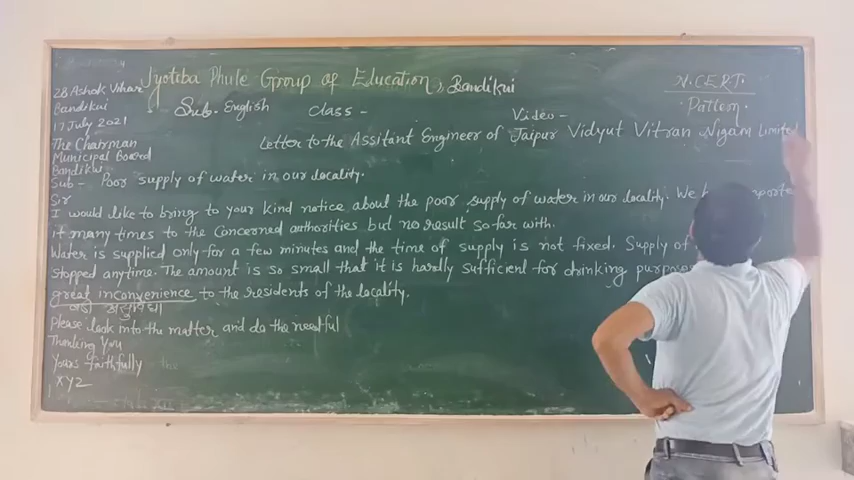 Jyoteba Phule Group of Education, Bandikui
N.C.E.R.T.
Pattern
Sub. English
Class -
Video -
Letter to the Assitant Engineer of Jaipur Vidyut Vitran Nigam Limited
28 Ashok Vihar
Bandikui
17 July 2021
The Chairman
Municipal Boared
Bandikui
Sub- Poor supply of water in our locality.
Sir
I would like to bring to your kind notice about the poor supply of water in our locality. We
it many times to the Concerned authorities but no result so far with.
Water is supplied only for a few minutes and the time of supply is not fixed. Supply of
stopped anytime. The amount is so small that it is hardly sufficient for drinking purposes
great inconvenience to the residents of the locality.
बड़ी असुविधा
Please look into the matter and do the needful
Thanking You
Yours faithfully
XYZ